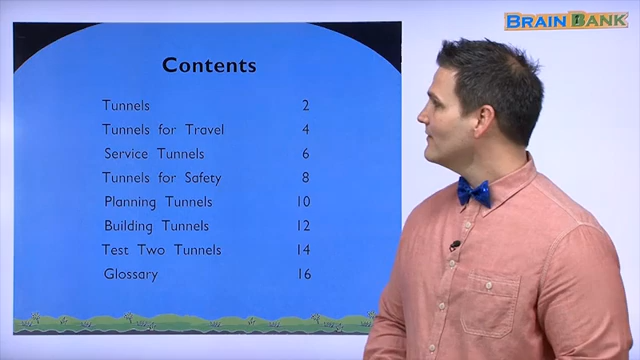 BRAIN BANK
Contents
Tunnels 2
Tunnels for Travel 4
Service Tunnels 6
Tunnels for Safety 8
Planning Tunnels 10
Building Tunnels 12
Test Two Tunnels 14
Glossary 16